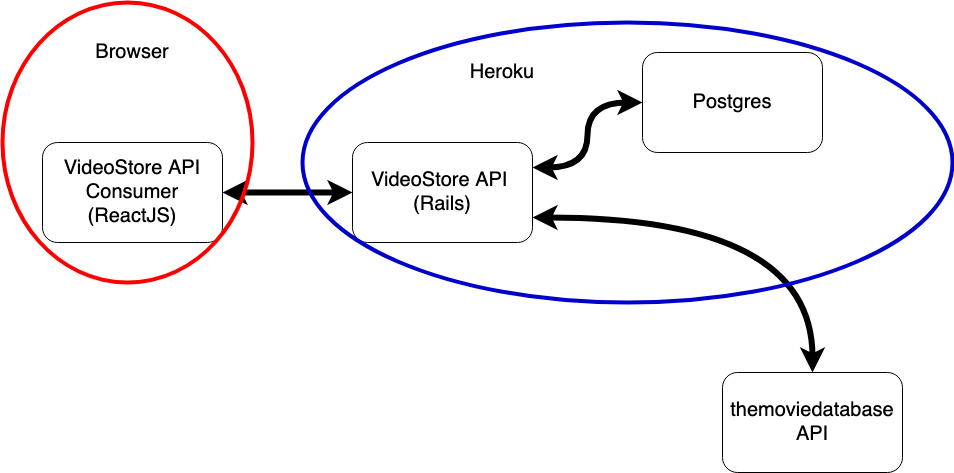 Browser
Heroku
Postgres
VideoStore API
Consumer
(ReactJS)
VideoStore API
(Rails)
themoviedatabase
API